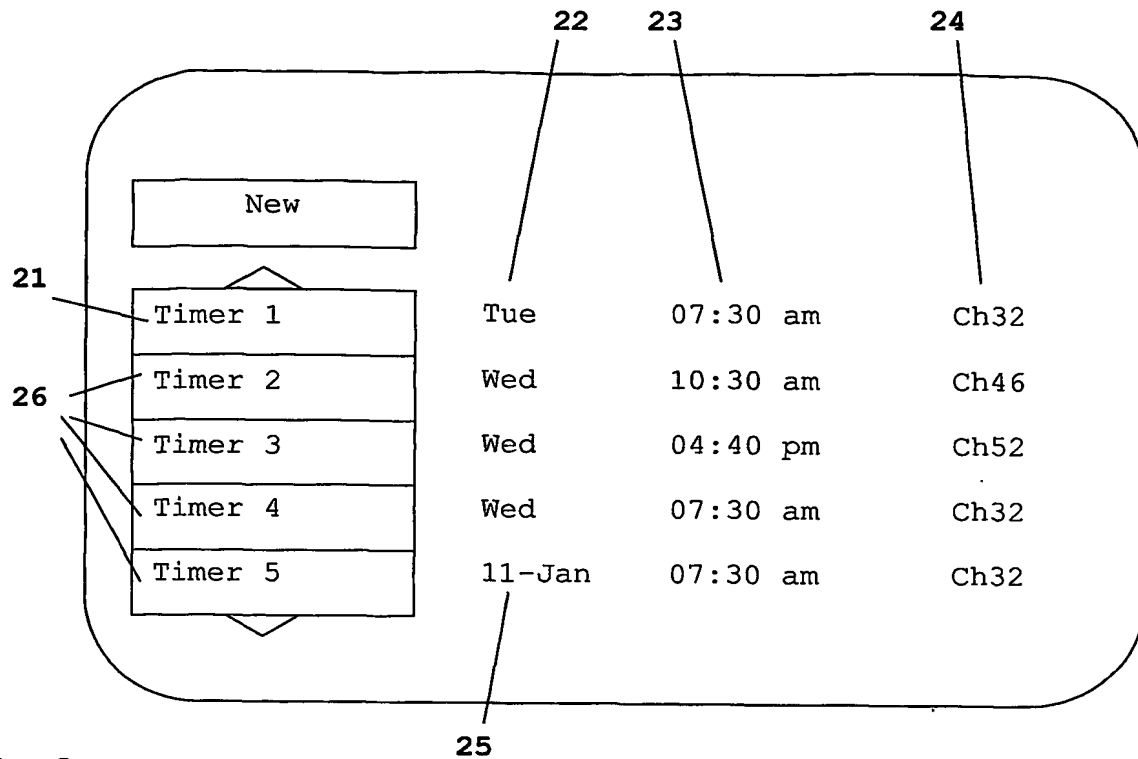 22 23 24
New
21
Timer 1 Tue 07:30 am Ch32
Timer 2 Wed 10:30 am Ch46
26
Timer 3 Wed 04:40 pm Ch52
Timer 4 Wed 07:30 am Ch32
Timer 5 11-Jan 07:30 am Ch32
25